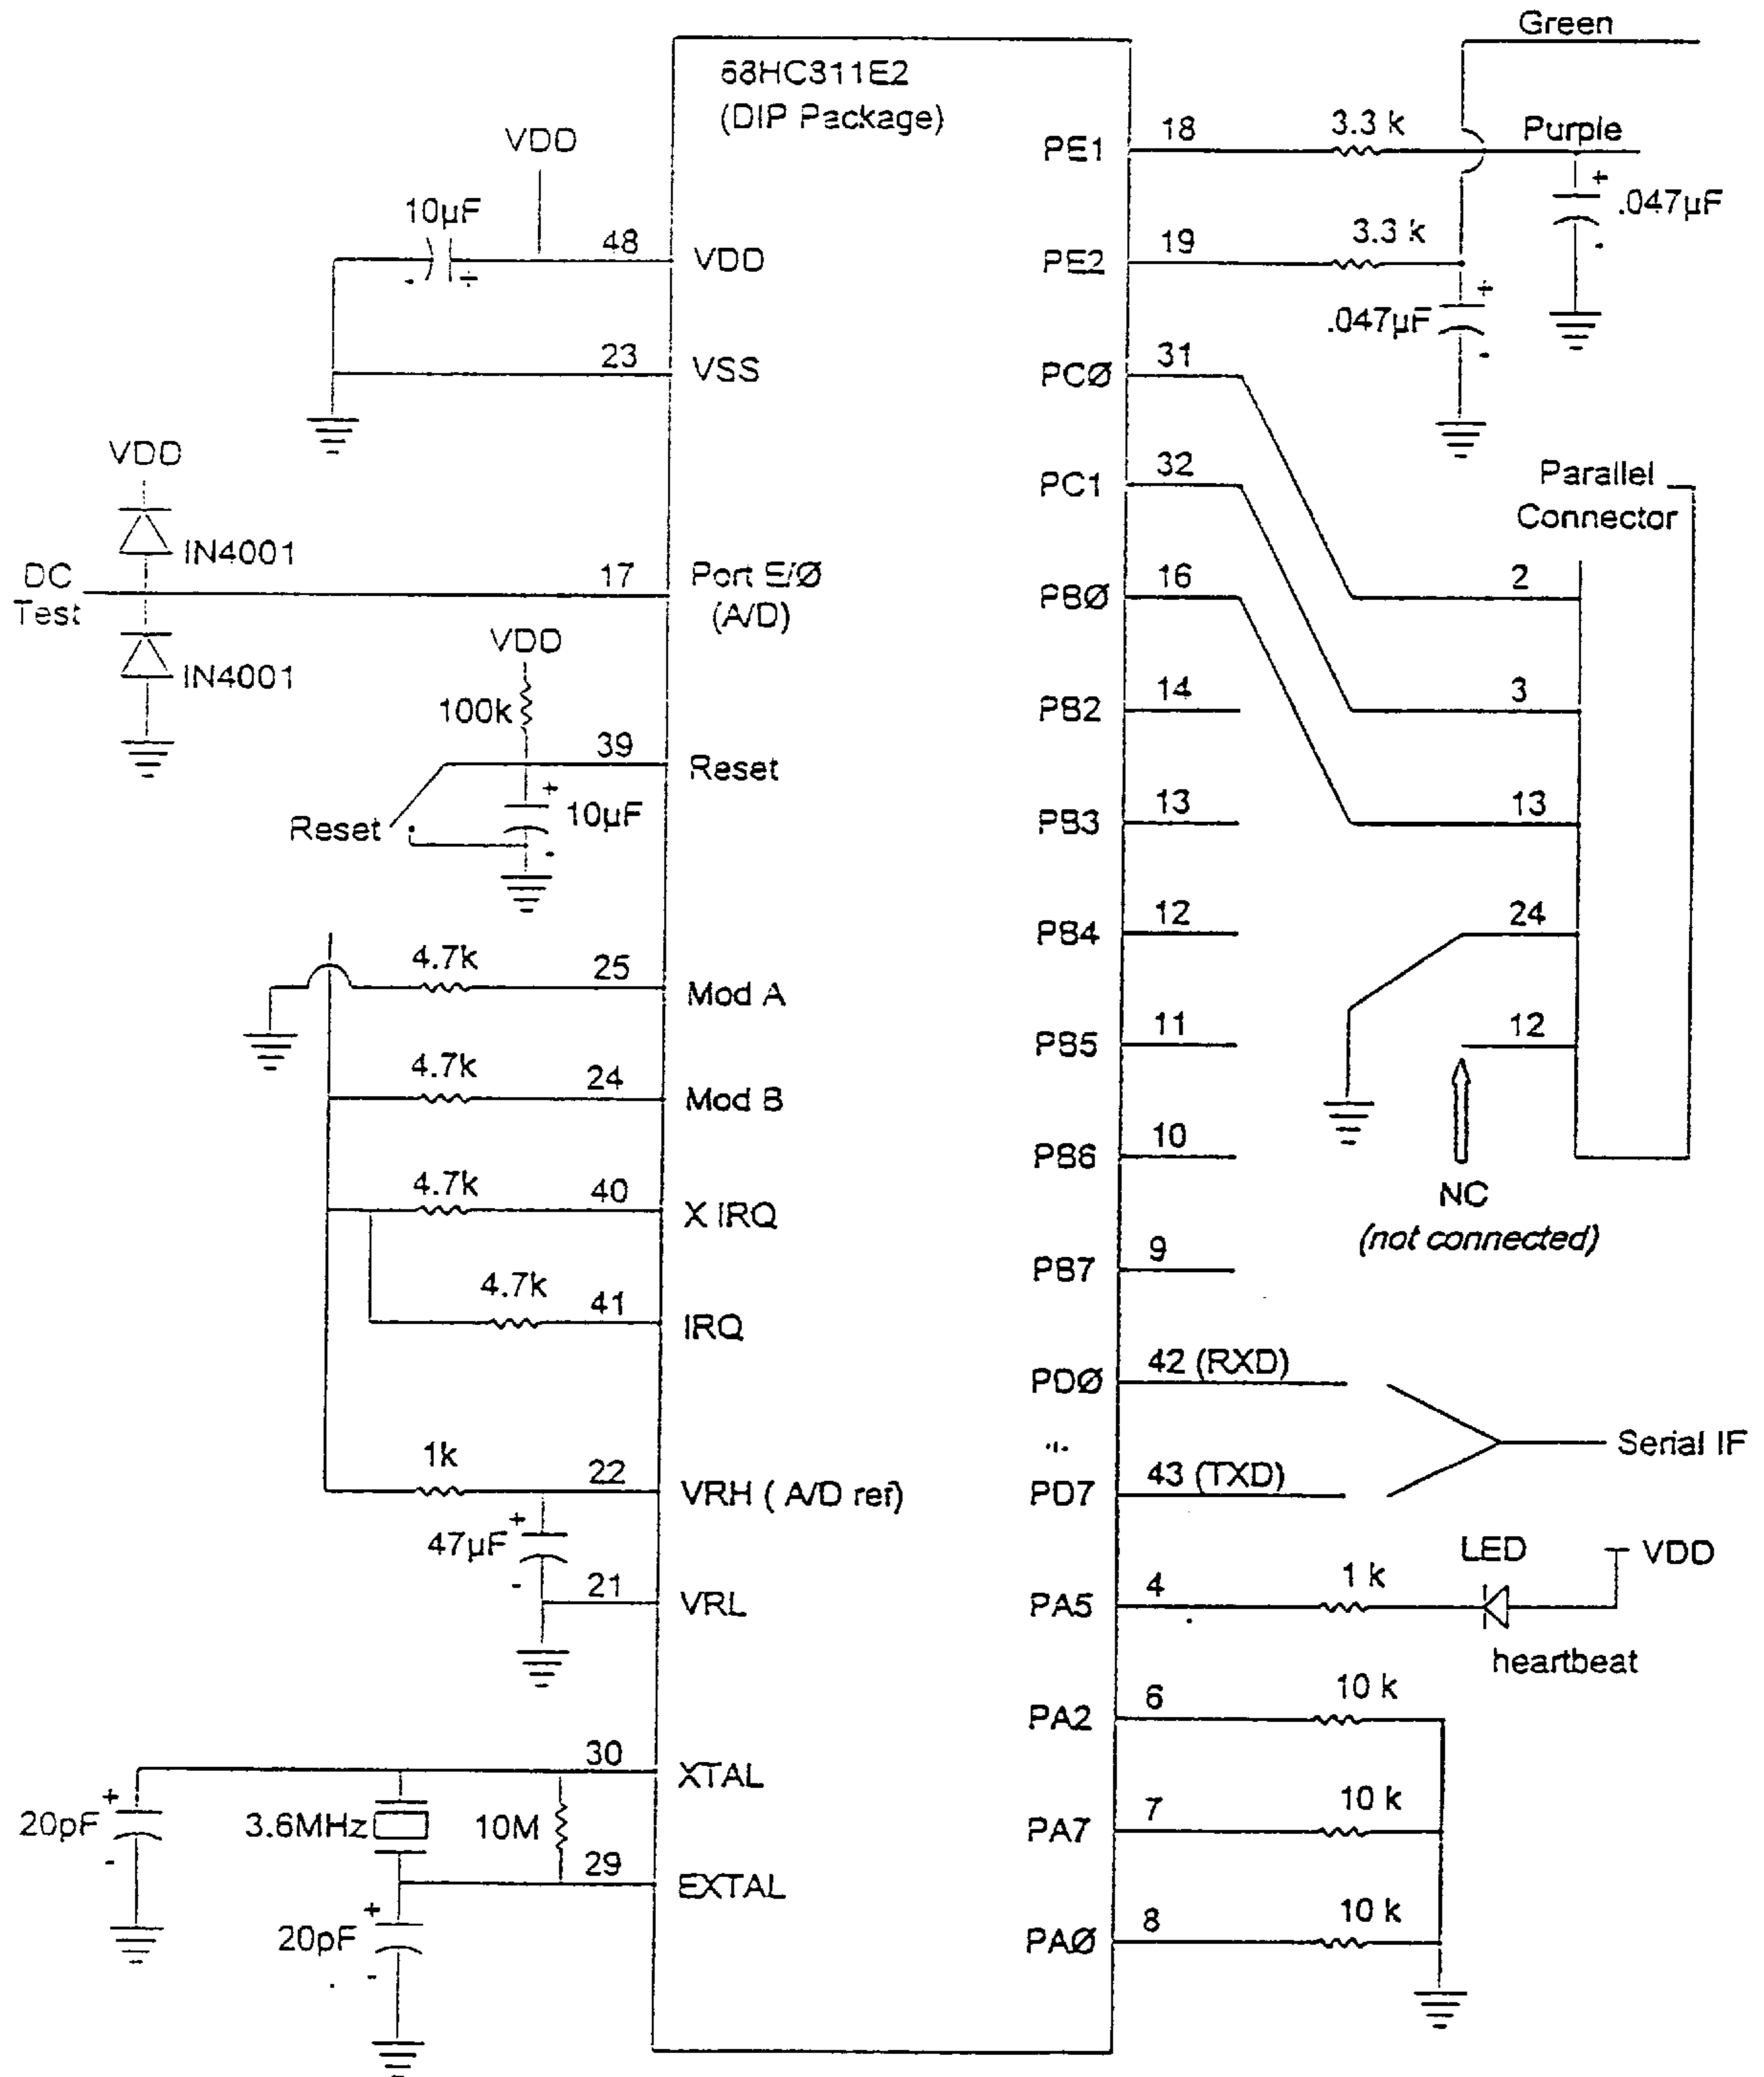 Green
68HC311E2
(DIP Package)
VDD
10µF
-
+
48
VDD
23
VSS
VDD
IN4001
DC
Test
17
Port E/Ø
(A/D)
IN4001
VDD
100k
39
Reset
Reset
+
10µF
-
4.7k
25
Mod A
4.7k
24
Mod B
4.7k
40
X IRQ
4.7k
41
IRQ
1k
22
VRH ( A/D ref)
+
47µF
-
21
VRL
30
XTAL
+
20pF
-
3.6MHz
10M
29
EXTAL
+
20pF
-
PE1
18
3.3 k
Purple
+
.047µF
-
PE2
19
3.3 k
+
.047µF
-
PCØ
31
PC1
32
Parallel
Connector
PBØ
16
2
PB2
14
3
PB3
13
13
PB4
12
24
PB5
11
12
PB6
10
NC
(not connected)
PB7
9
PDØ
42 (RXD)
Serial IF
PD7
43 (TXD)
LED
VDD
PA5
4
1 k
heartbeat
PA2
6
10 k
PA7
7
10 k
PAØ
8
10 k